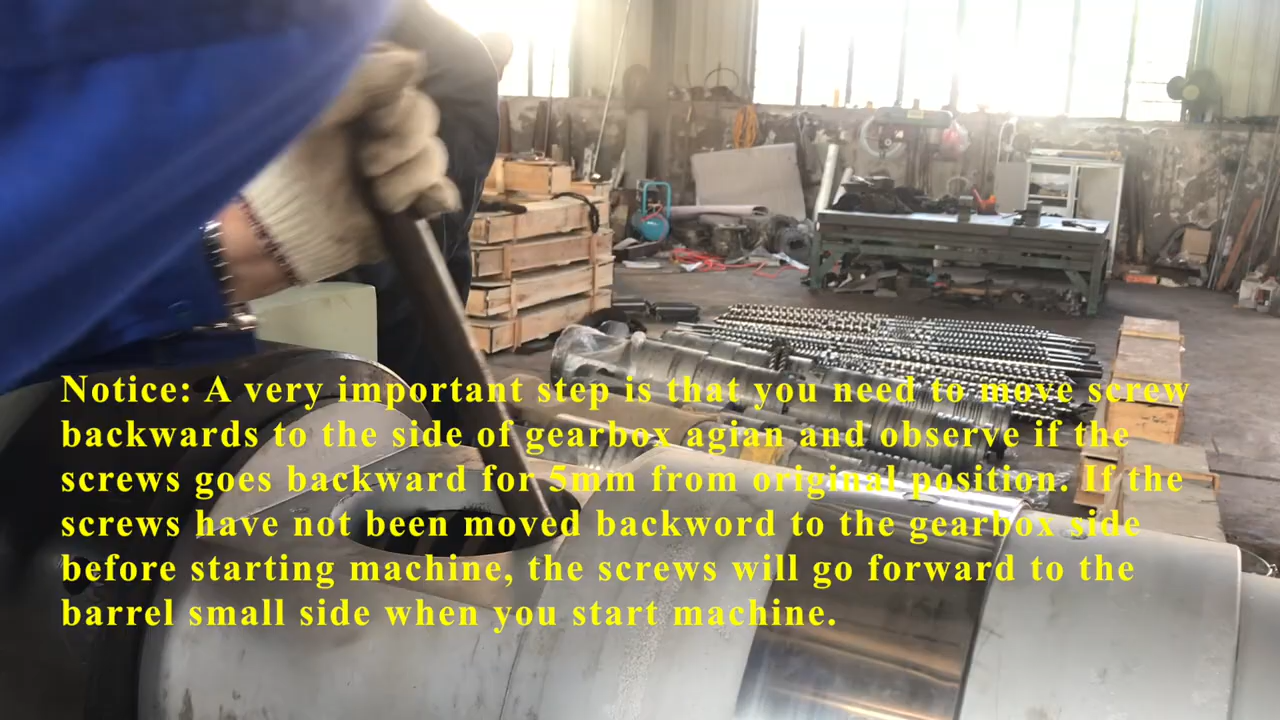 Notice: A very important step is that you need to move screw
backwards to the side of gearbox agian and observe if the
screws goes backward for 5mm from original position. If the
screws have not been moved backword to the gearbox side
before starting machine, the screws will go forward to the
barrel small side when you start machine.